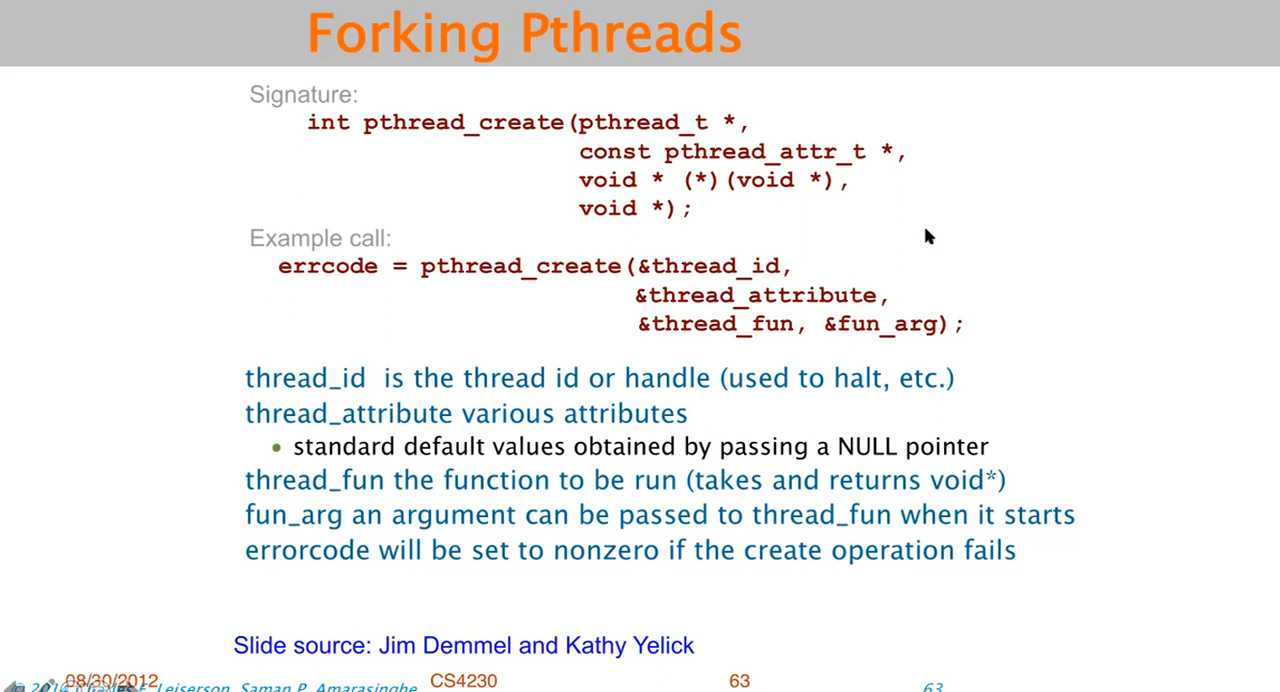 Forking Pthreads
Signature:
int pthread_create(pthread_t *,
const pthread_attr_t *,
void * (*)(void *),
void *);
Example call:
errcode = pthread_create(&thread_id,
&thread_attribute,
&thread_fun, &fun_arg);
thread_id is the thread id or handle (used to halt, etc.)
thread_attribute various attributes
• standard default values obtained by passing a NULL pointer
thread_fun the function to be run (takes and returns void*)
fun_arg an argument can be passed to thread_fun when it starts
errorcode will be set to nonzero if the create operation fails
Slide source: Jim Demmel and Kathy Yelick
08/30/2012 CS4230 63
Leiserson, Saman P. Amarasinghe 63